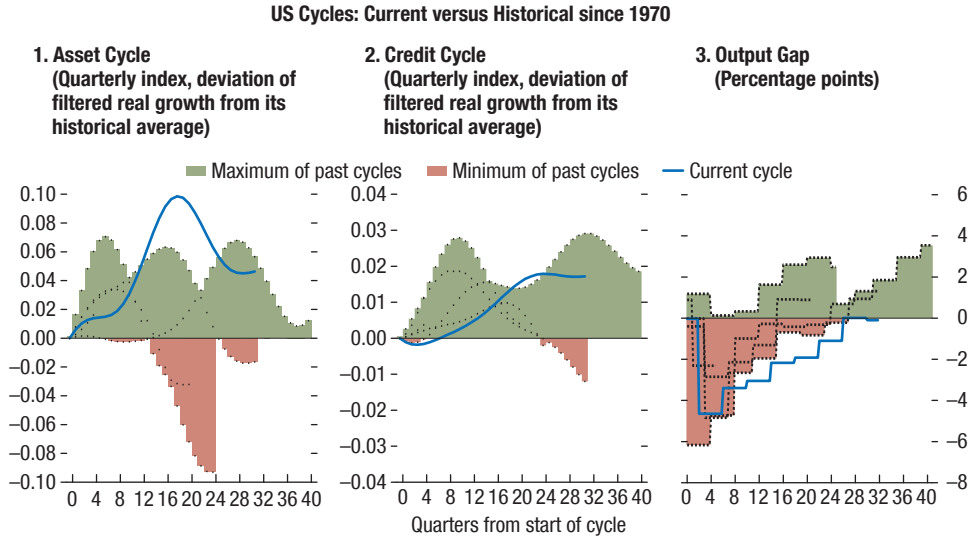 US Cycles: Current versus Historical since 1970
1. Asset Cycle
(Quarterly index, deviation of
filtered real growth from its
historical average)
2. Credit Cycle
(Quarterly index, deviation of
filtered real growth from its
historical average)
3. Output Gap
(Percentage points)
Maximum of past cycles
Minimum of past cycles
Current cycle
0.10
0.08
0.06
0.04
0.02
0.00
–0.02
–0.04
–0.06
–0.08
–0.10
0 4 8 12 16 20 24 28 32 36 40
0.04
0.03
0.02
0.01
0.00
–0.01
–0.02
–0.03
–0.04
0 4 8 12 16 20 24 28 32 36 40
6
4
2
0
–2
–4
–6
–8
0 4 8 12 16 20 24 28 32 36 40
Quarters from start of cycle